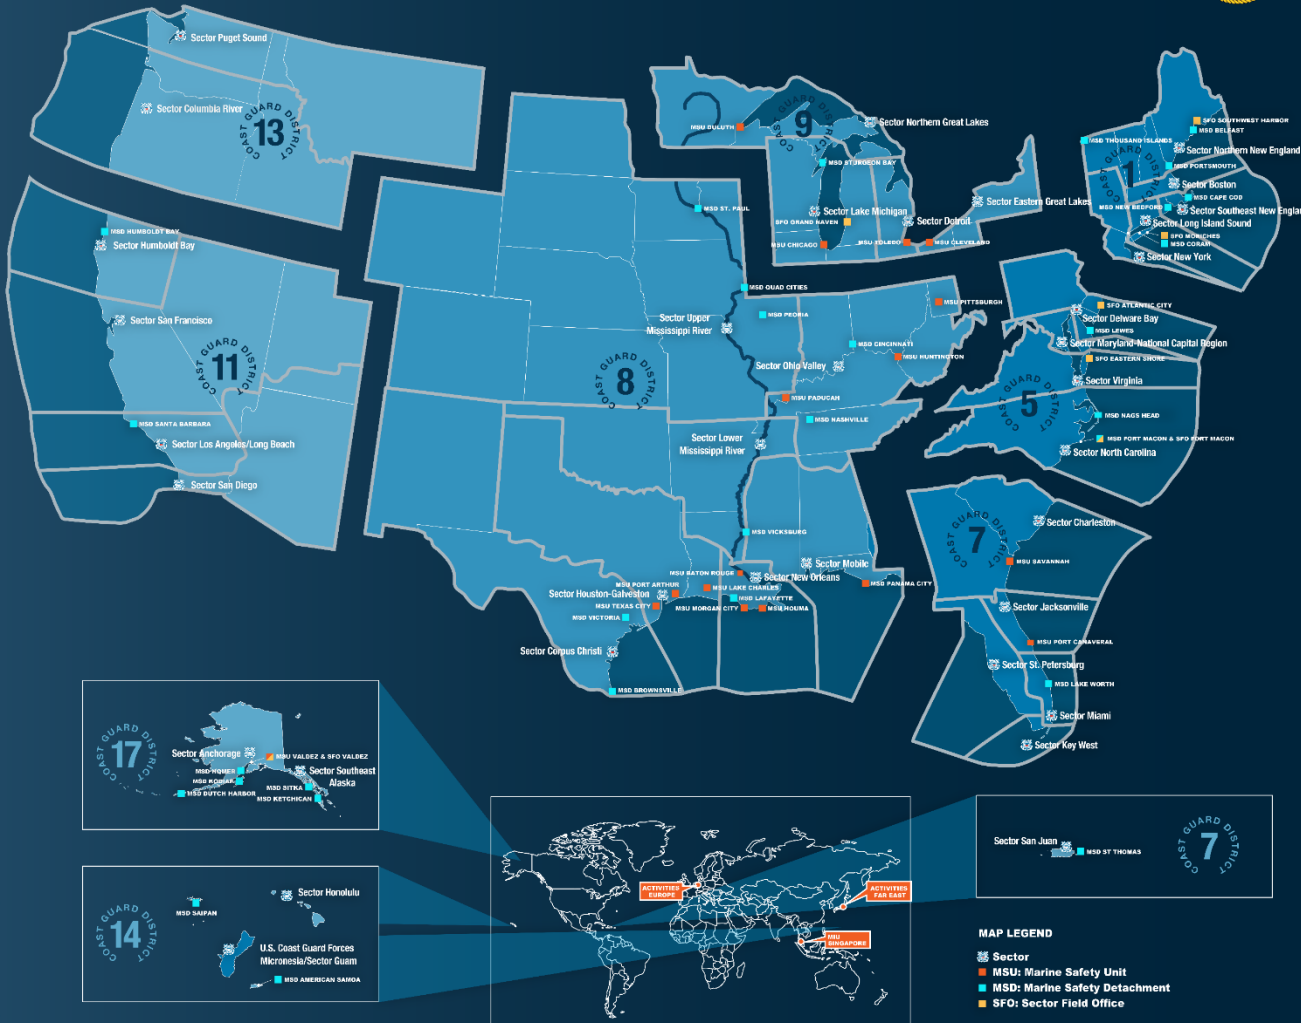 Sector Puget Sound
Sector Columbia River
COAST GUARD DISTRICT
13
MSD HUMBOLDT BAY
Sector Humboldt Bay
Sector San Francisco
COAST GUARD DISTRICT
11
MSD SANTA BARBARA
Sector Los Angeles/Long Beach
Sector San Diego
MSU DULUTH
COAST GUARD DISTRICT
9
Sector Northern Great Lakes
MSD STURGEON BAY
MSD ST. PAUL
Sector Lake Michigan
SFO GRAND HAVEN
Sector Detroit
Sector Eastern Great Lakes
MSU CHICAGO
MSU TOLEDO
MSU CLEVELAND
SFO SOUTHWEST HARBOR
MSD BELFAST
MSD THOUSAND ISLANDS
Sector Northern New England
COAST GUARD DISTRICT
1
MSD PORTSMOUTH
Sector Boston
MSD CAPE COD
MSD NEW BEDFORD
Sector Southeast New England
Sector Long Island Sound
SFO MORICHES
MSD CORAM
Sector New York
MSD QUAD CITIES
MSU PITTSBURGH
MSD PEORIA
Sector Upper
Mississippi River
MSD CINCINNATI
MSU HUNTINGTON
Sector Ohio Valley
COAST GUARD DISTRICT
8
MSU PADUCAH
MSD NASHVILLE
Sector Lower
Mississippi River
MSD VICKSBURG
Sector Mobile
MSU BATON ROUGE
Sector New Orleans
MSU PORT ARTHUR
MSU LAKE CHARLES
MSD PANAMA CITY
Sector Houston-Galveston
MSD LAFAYETTE
MSU TEXAS CITY
MSU MORGAN CITY
MSU HOUMA
MSD VICTORIA
Sector Corpus Christi
MSD BROWNSVILLE
SFO ATLANTIC CITY
Sector Delware Bay
MSD LEWES
Sector Maryland-National Capital Region
SFO EASTERN SHORE
Sector Virginia
COAST GUARD DISTRICT
5
MSD NAGS HEAD
MSD FORT MACON & SFO FORT MACON
Sector North Carolina
COAST GUARD DISTRICT
7
Sector Charleston
MSU SAVANNAH
Sector Jacksonville
MSU PORT CANAVERAL
Sector St. Petersburg
MSD LAKE WORTH
Sector Miami
Sector Key West
COAST GUARD DISTRICT
17
Sector Anchorage
MSU VALDEZ & SFO VALDEZ
MSD HOMER
Sector Southeast
Alaska
MSD KODIAK
MSD SITKA
MSD DUTCH HARBOR
MSD KETCHICAN
COAST GUARD DISTRICT
14
Sector Honolulu
MSD SAIPAN
U.S. Coast Guard Forces
Micronesia/Sector Guam
MSD AMERICAN SAMOA
ACTIVITIES
EUROPE
ACTIVITIES
FAR EAST
MIU
SINGAPORE
Sector San Juan
MSD ST THOMAS
COAST GUARD DISTRICT
7
MAP LEGEND
Sector
MSU: Marine Safety Unit
MSD: Marine Safety Detachment
SFO: Sector Field Office